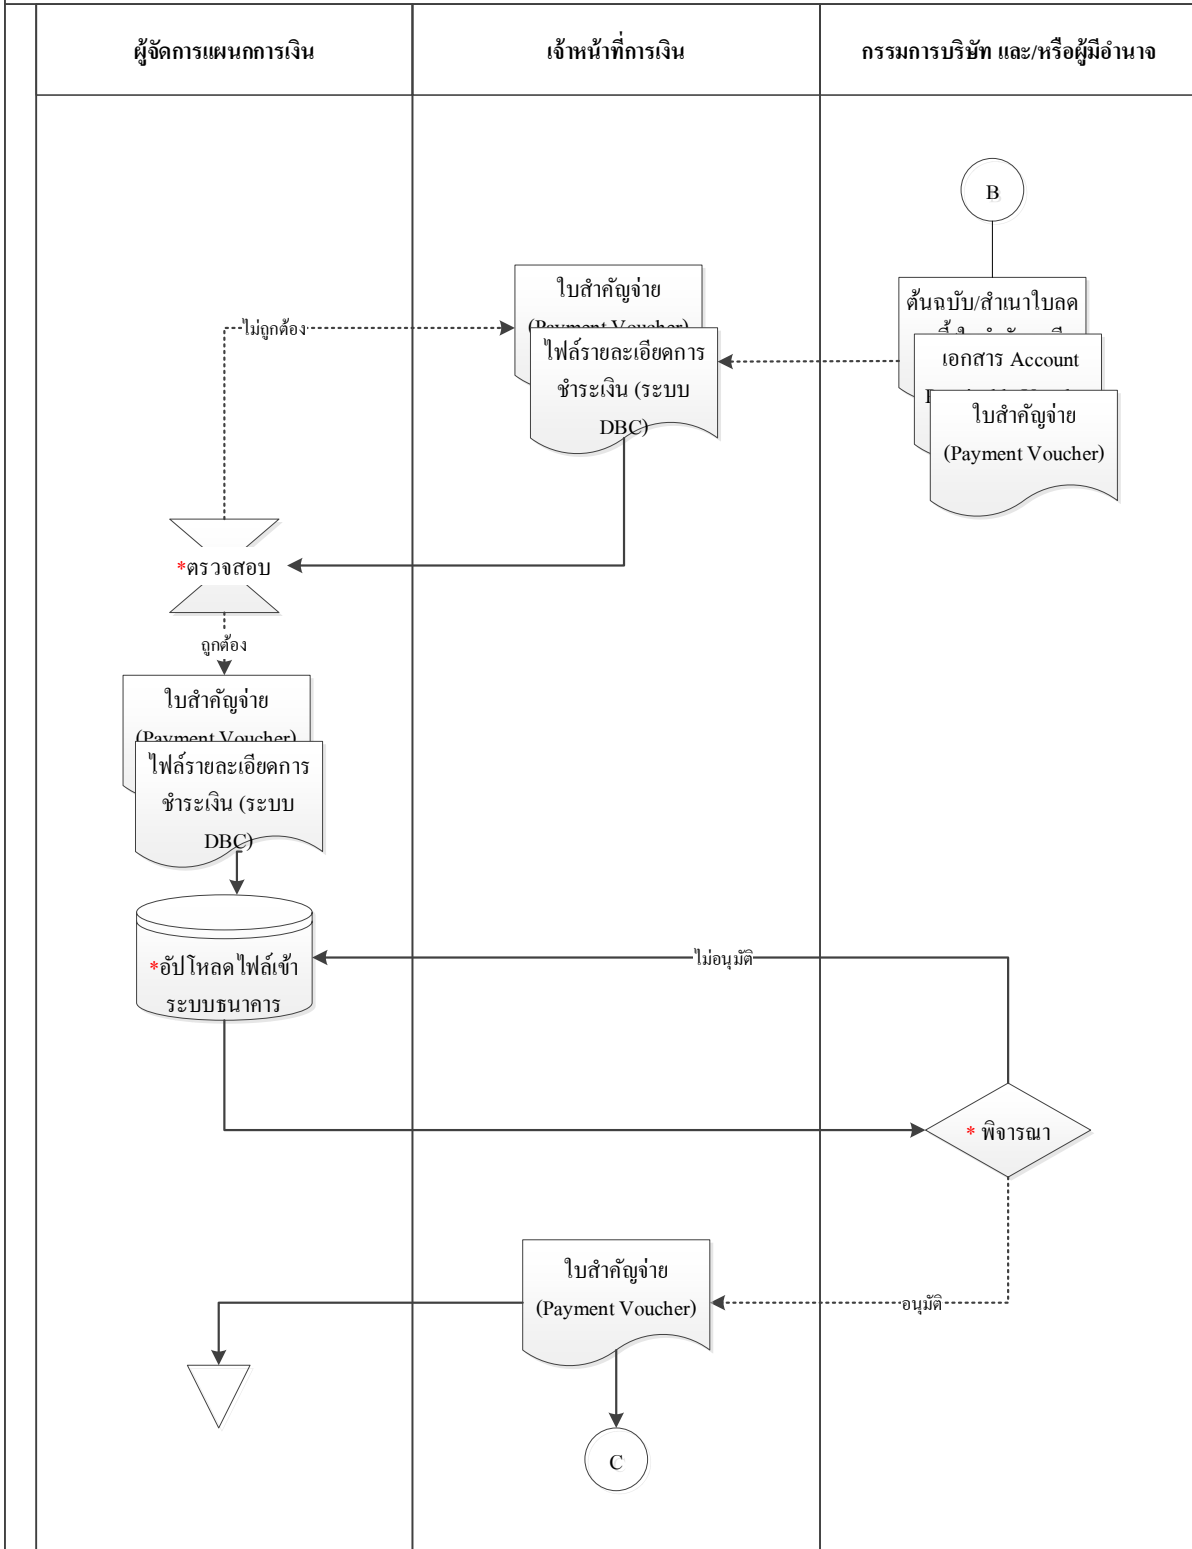 ผู้จัดการแผนกการเงิน
เจ้าหน้าที่การเงิน
กรรมการบริษัท และ/หรือผู้มีอำนาจ
B
ต้นฉบับ/สำเนาใบลด
เอกสาร Account
ใบสำคัญจ่าย
(Payment Voucher)
ใบสำคัญจ่าย
(Payment Voucher)
ไฟล์รายละเอียดการ
ชำระเงิน (ระบบ
DBC)
ไม่ถูกต้อง
*ตรวจสอบ
ถูกต้อง
ใบสำคัญจ่าย
(Payment Voucher)
ไฟล์รายละเอียดการ
ชำระเงิน (ระบบ
DBC)
*อัปโหลดไฟล์เข้า
ระบบธนาคาร
ไม่อนุมัติ
* พิจารณา
อนุมัติ
ใบสำคัญจ่าย
(Payment Voucher)
C